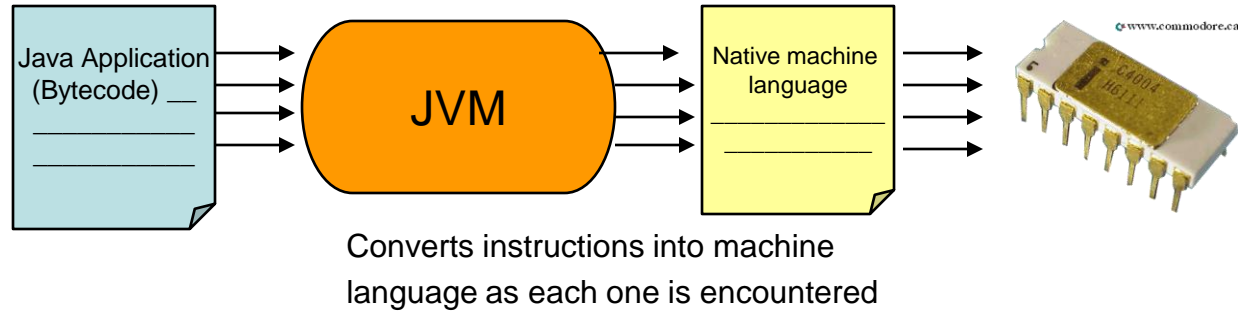 Java Application
(Bytecode) __
JVM
Native machine
language
www.commodore.ca
C4004
Converts instructions into machine
language as each one is encountered